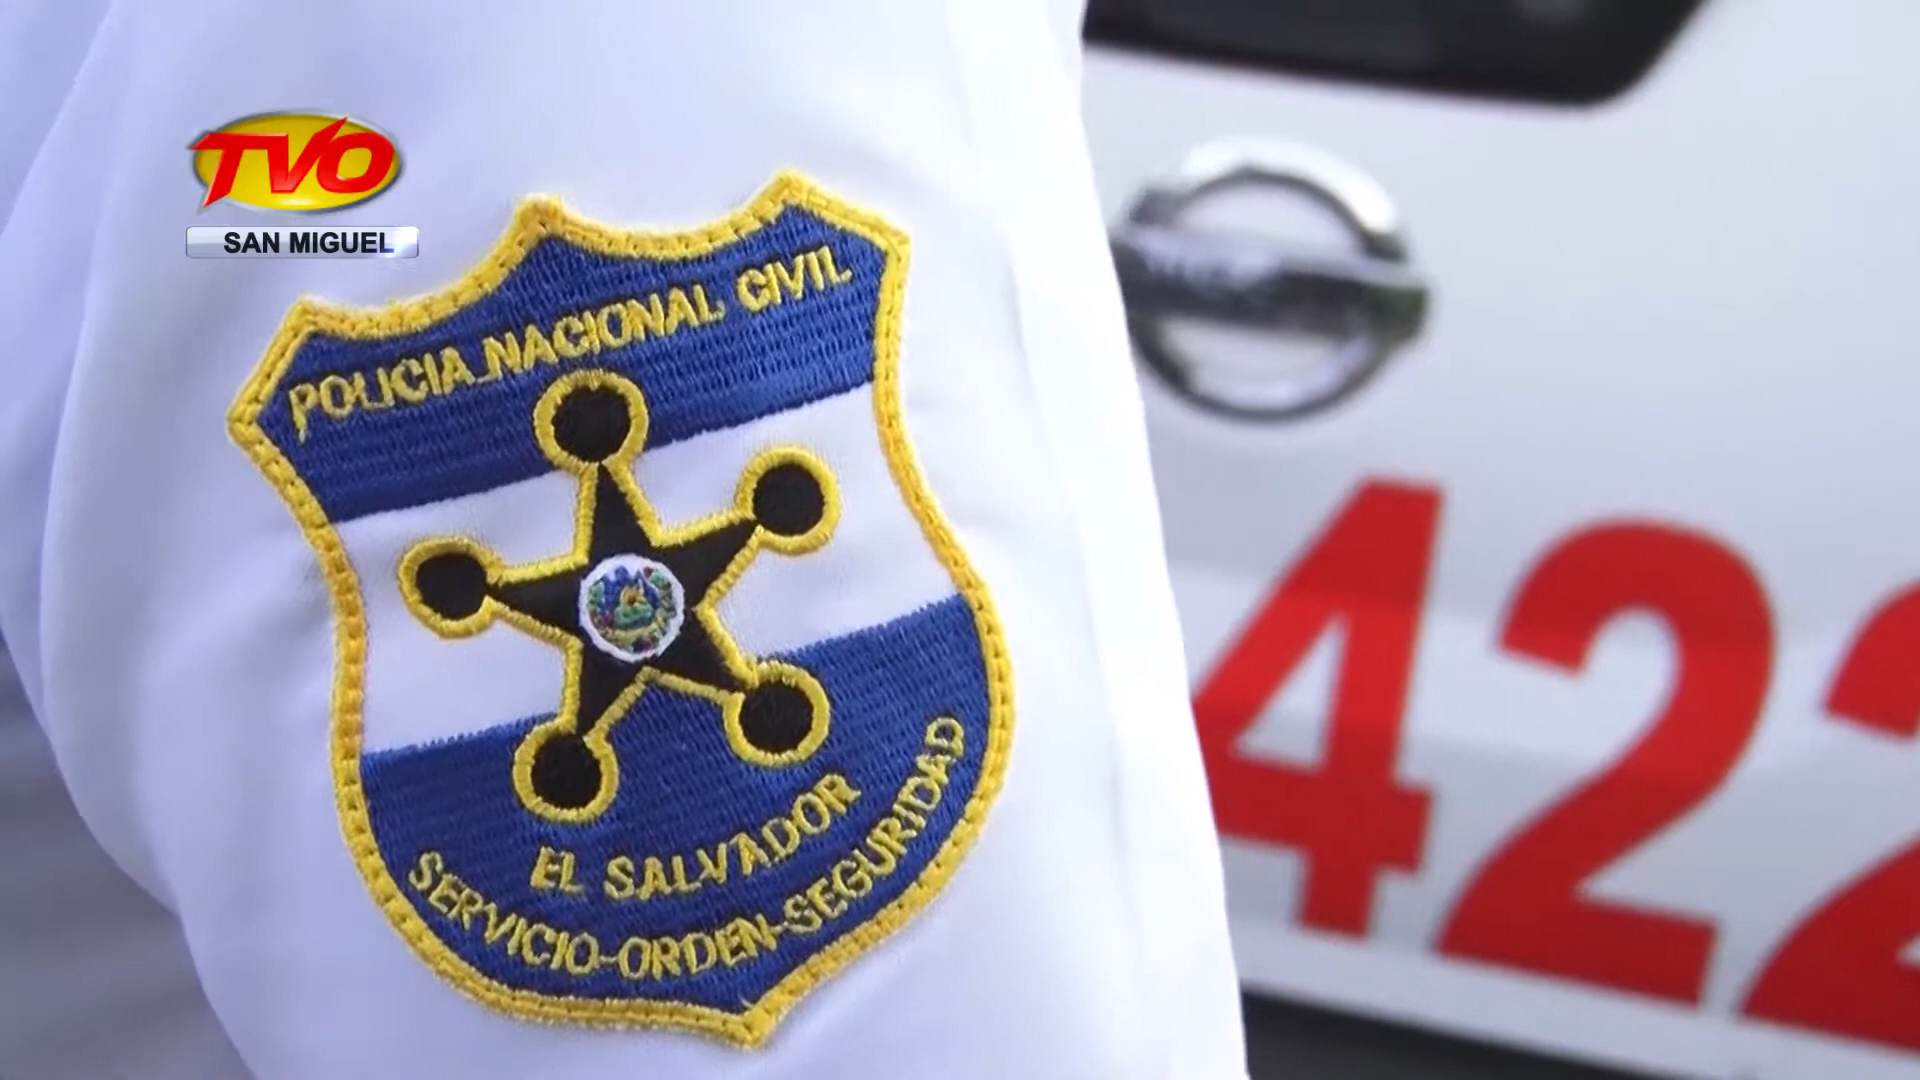 TVO
SAN MIGUEL
POLICIA NACIONAL CIVIL
EL SALVADOR
SERVICIO-ORDEN-SEGURIDAD
422